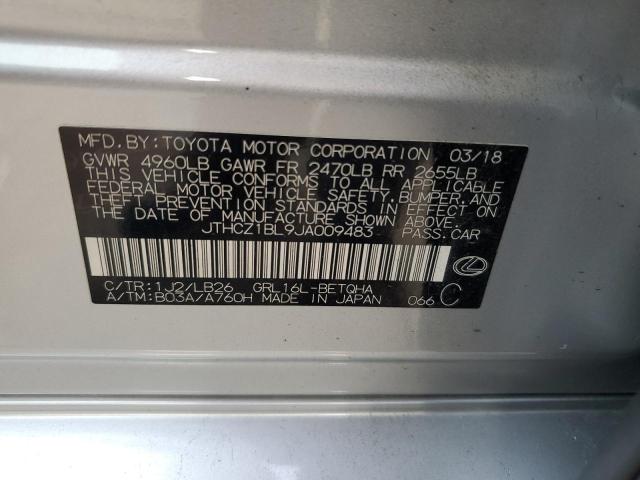 MFD.BY:TOYOTA MOTOR CORPORATION 03/18
GVWR 4960LB GAWR FR 2470LB RR 2655LB
THIS VEHICLE CONFORMS TO ALL APPLICABLE
FEDERAL MOTOR VEHICLE SAFETY,BUMPER,AND
THEFT PREVENTION STANDARDS IN EFFECT ON
THE DATE OF MANUFACTURE SHOWN ABOVE.
JTHCZ1BL9JA009483 PASS.CAR
C/TR:1J2/LB26 GRL16L-BETQHA
A/TM:B03A/A760H MADE IN JAPAN 066 C